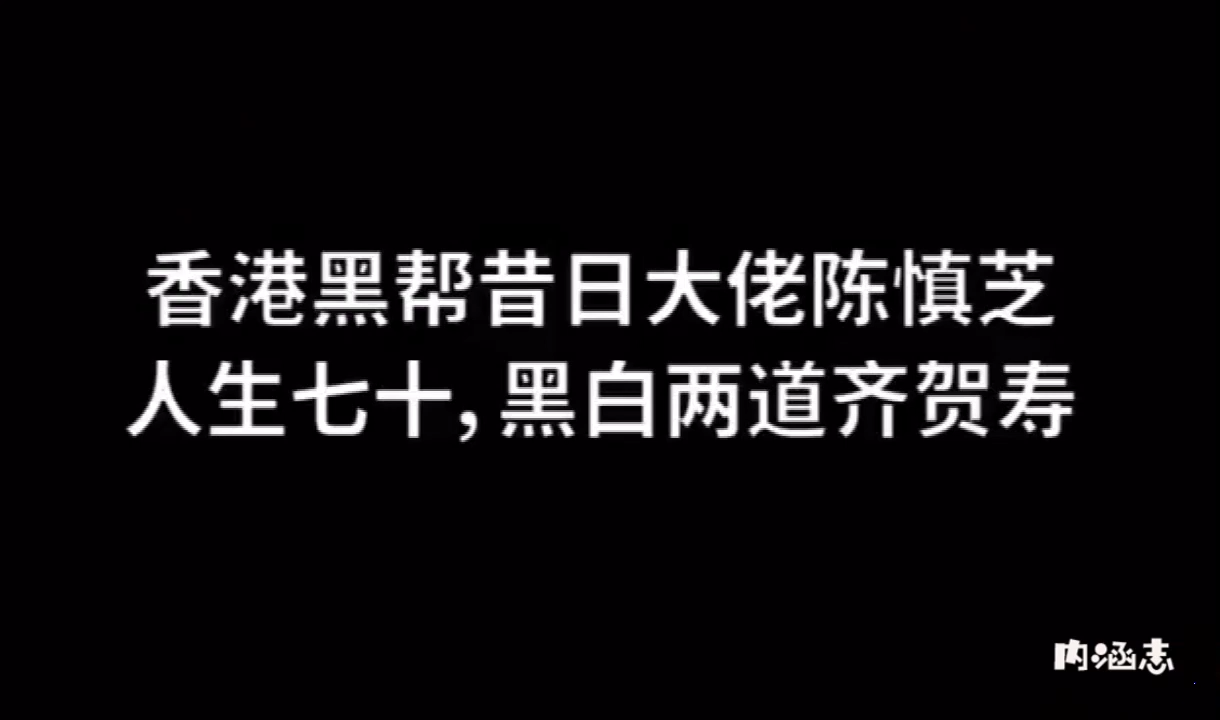 香港黑帮昔日大佬陈慎芝
人生七十，黑白两道齐贺寿
内涵志